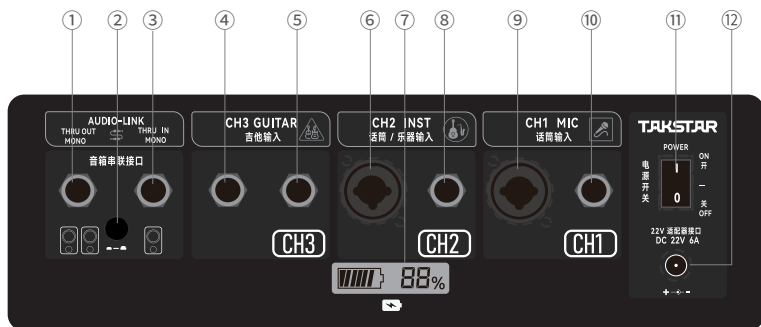 ① ② ③ ④ ⑤ ⑥ ⑦ ⑧ ⑨ ⑩ ⑪ ⑫
AUDIO-LINK
THRU OUT MONO
THRU IN MONO
音箱串联接口
CH3 GUITAR
吉他输入
CH3
CH2 INST
话筒 / 乐器输入
CH2
CH1 MIC
话筒输入
CH1
88%
TAKSTAR
POWER
电源开关
I
O
ON
开
—
关
OFF
22V 适配器接口
DC 22V 6A
+ -